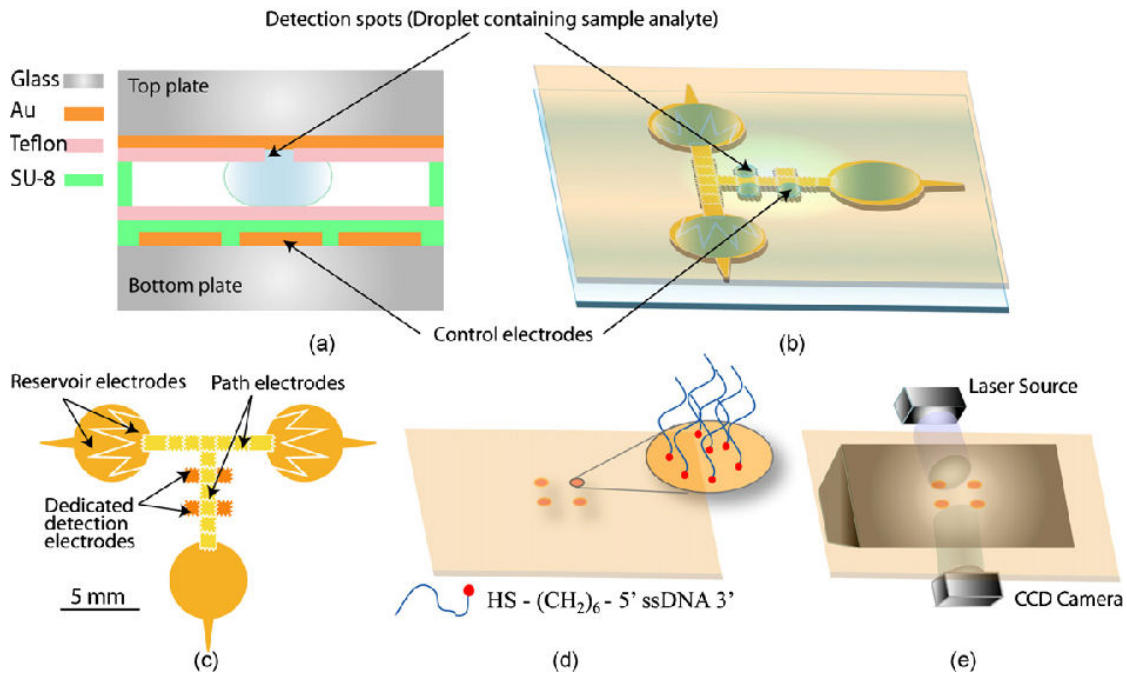 Detection spots (Droplet containing sample analyte)
Glass
Au
Teflon
SU-8
Top plate
Bottom plate
Control electrodes
(a)
(b)
Reservoir electrodes
Path electrodes
Dedicated
detection
electrodes
5 mm
(c)
HS - (CH2)6 - 5' ssDNA 3'
(d)
Laser Source
CCD Camera
(e)